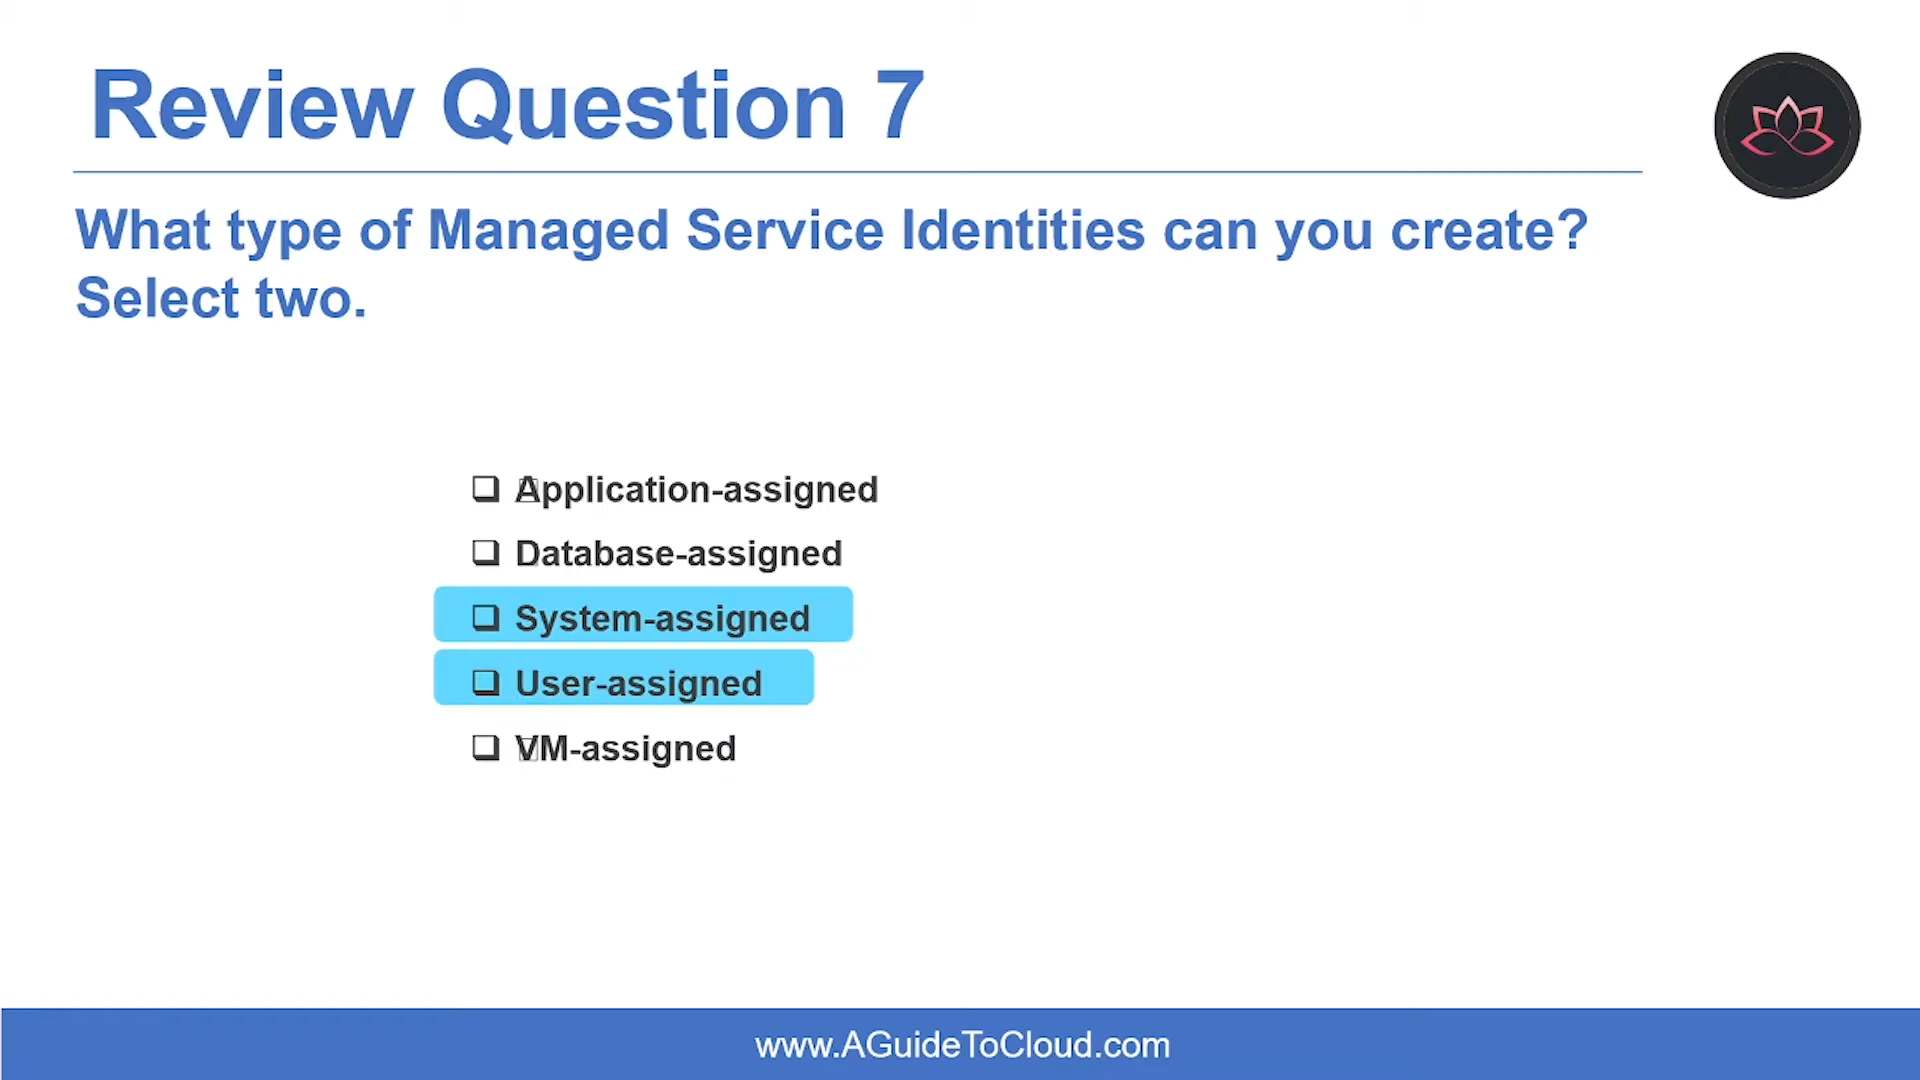 Review Question 7
What type of Managed Service Identities can you create?
Select two.
Application-assigned
Database-assigned
System-assigned
User-assigned
VM-assigned
www.AGuideToCloud.com